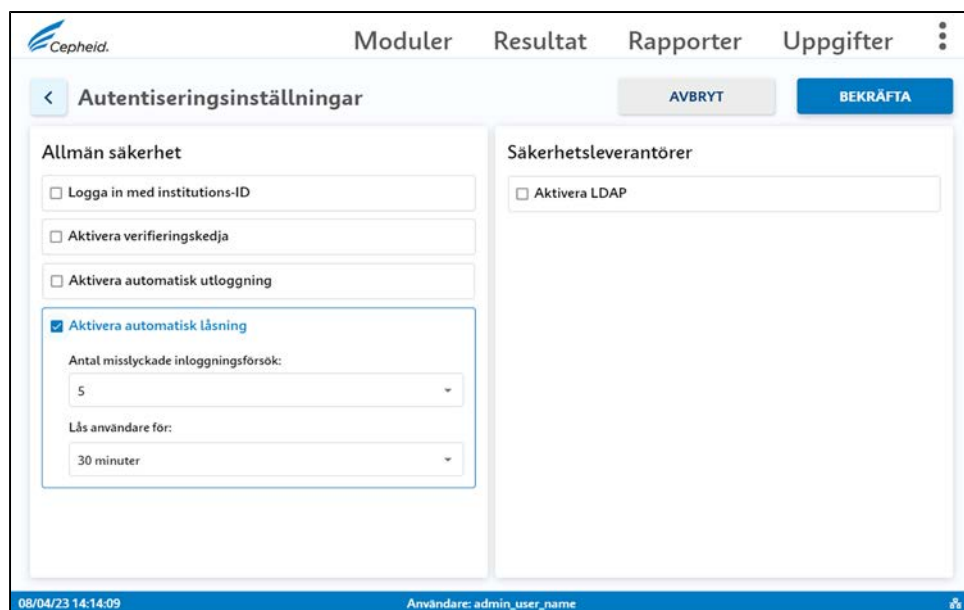 Cepheid.
Moduler Resultat Rapporter Uppgifter
Autentiseringsinställningar
AVBRYT
BEKRÄFTA
Allmän säkerhet
Logga in med institutions-ID
Aktivera verifieringskedja
Aktivera automatisk utloggning
Aktivera automatisk låsning
Antal misslyckade inloggningsförsök:
5
Lås användare för:
30 minuter
Säkerhetsleverantörer
Aktivera LDAP
08/04/23 14:14:09 Användare: admin_user_name